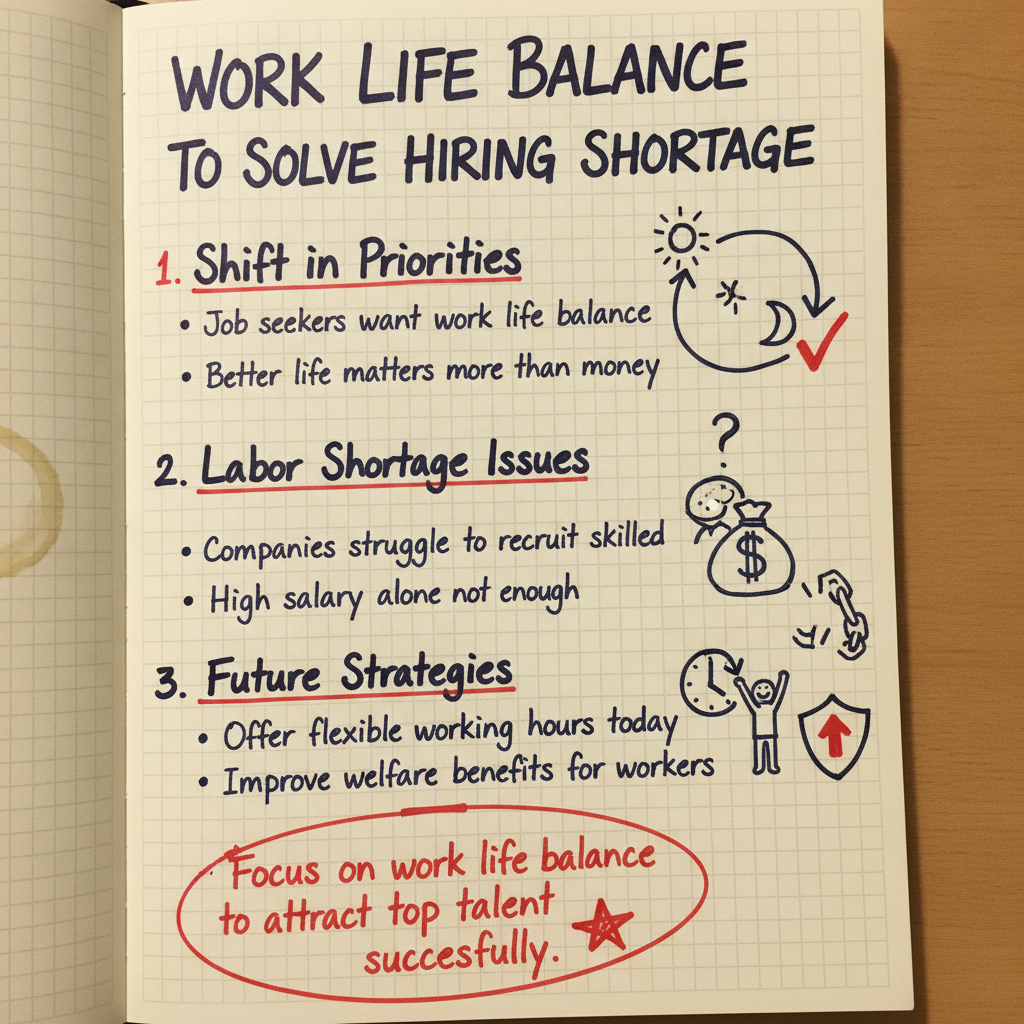 WORK LIFE BALANCE
TO SOLVE HIRING SHORTAGE
1. Shift in Priorities
• Job seekers want work life balance
• Better life matters more than money
?
2. Labor Shortage Issues
• Companies struggle to recruit skilled
• High salary alone not enough
$
3. Future Strategies
• Offer flexible working hours today
• Improve welfare benefits for workers
Focus on work life balance
to attract top talent
succesfully.